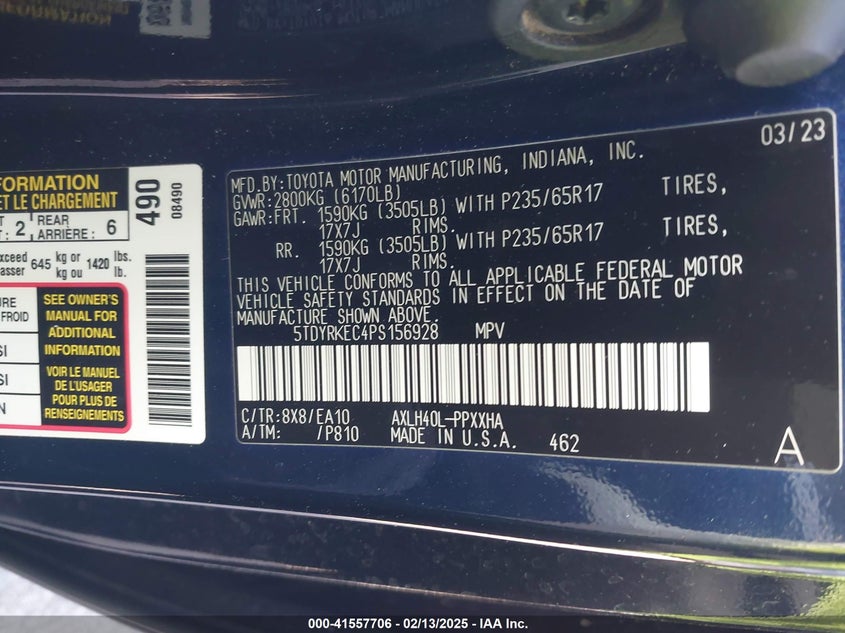 FORMATION
ET LE CHARGEMENT
2 REAR
ARRIÈRE : 6
exceed
645 kg or 1420 lbs.
kg ou lb.
490
08490
SEE OWNER'S
MANUAL FOR
ADDITIONAL
INFORMATION
VOIR LE MANUEL
DE L'USAGER
POUR PLUS DE
RENSEIGNEMENTS
FROID
03/23
MFD.BY:TOYOTA MOTOR MANUFACTURING, INDIANA, INC.
GVWR:2800KG (6170LB)
GAWR:FRT. 1590KG (3505LB) WITH P235/65R17 TIRES,
17X7J RIMS.
RR. 1590KG (3505LB) WITH P235/65R17 TIRES,
17X7J RIMS.
THIS VEHICLE CONFORMS TO ALL APPLICABLE FEDERAL MOTOR
VEHICLE SAFETY STANDARDS IN EFFECT ON THE DATE OF
MANUFACTURE SHOWN ABOVE.
5TDYRKEC4PS156928 MPV
C/TR:8X8/EA10 AXLH40L-PPXXHA
A/TM: /P810 MADE IN U.S.A. 462
A
000-41557706 - 02/13/2025 - IAA Inc.